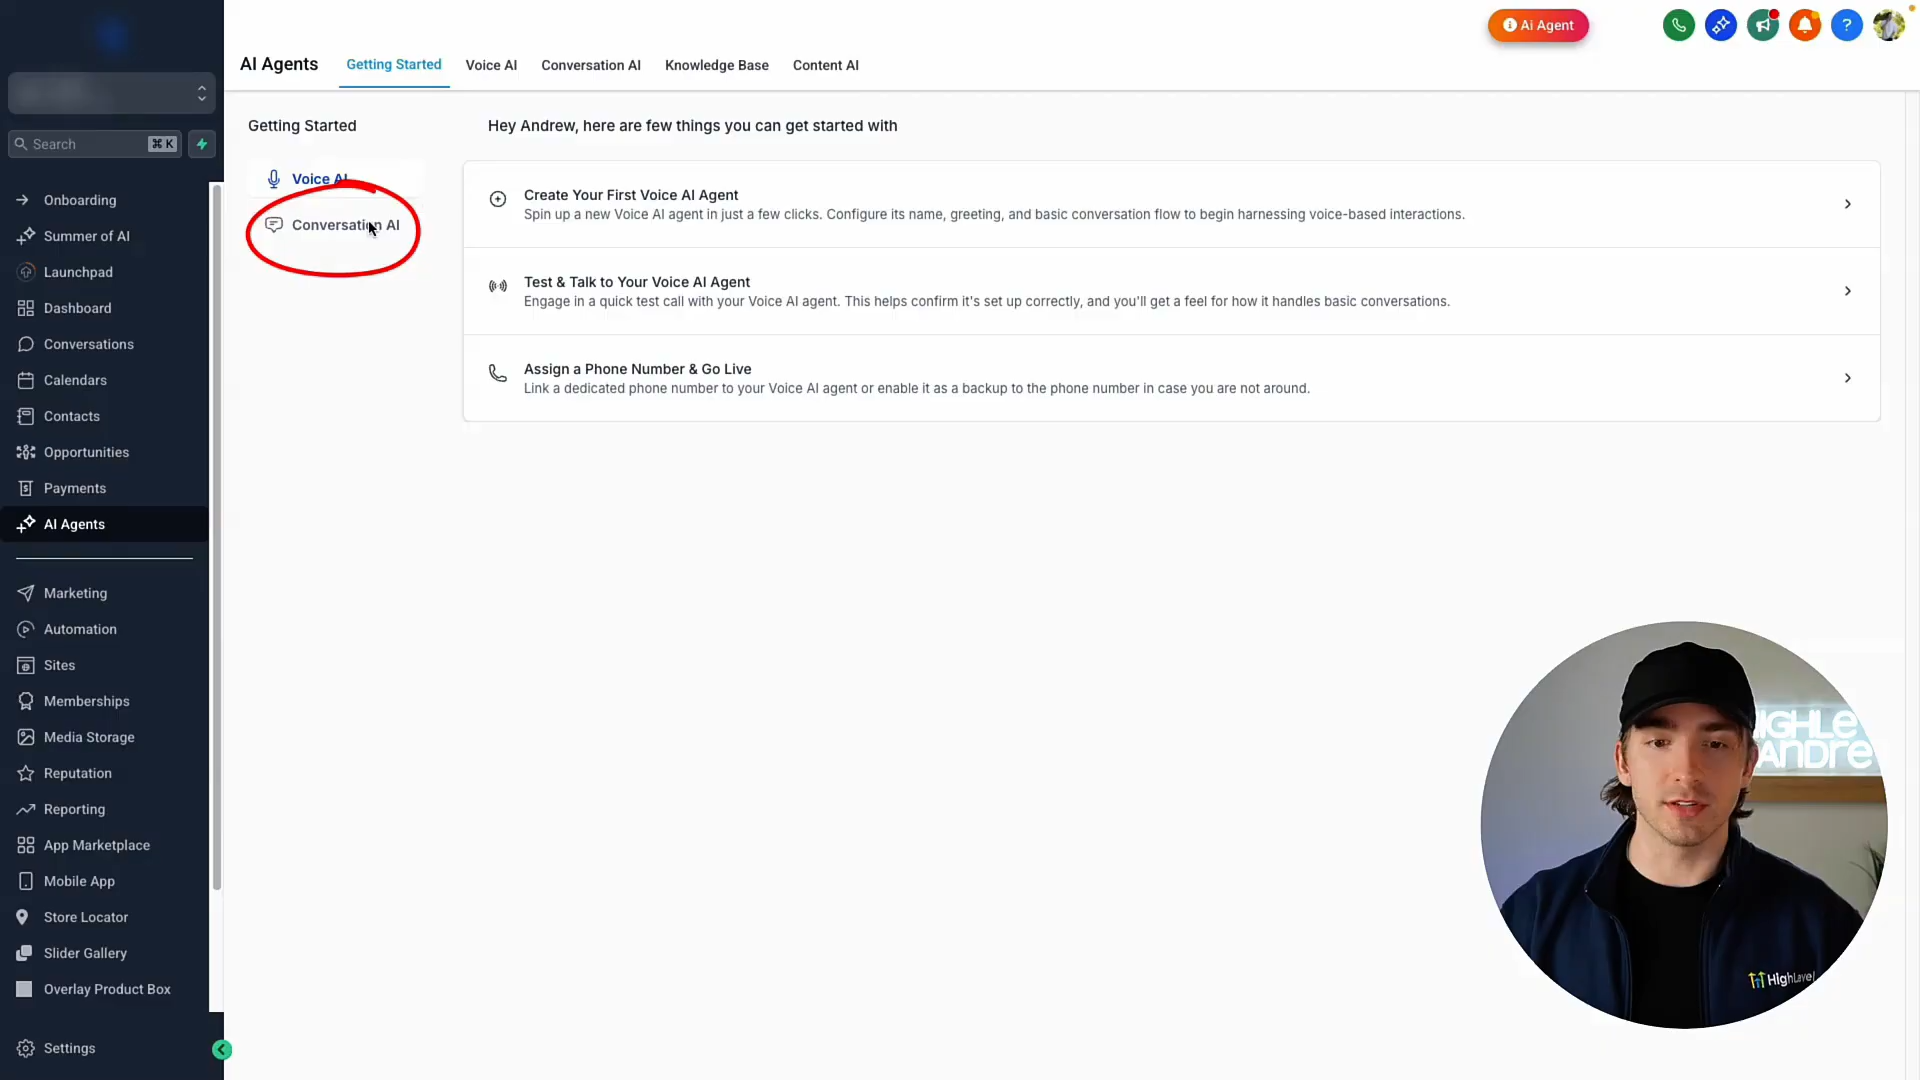 Ai Agent
?
AI Agents
Getting Started
Voice AI
Conversation AI
Knowledge Base
Content AI
Search
⌘ K
Onboarding
Summer of AI
Launchpad
Dashboard
Conversations
Calendars
Contacts
Opportunities
Payments
AI Agents
Marketing
Automation
Sites
Memberships
Media Storage
Reputation
Reporting
App Marketplace
Mobile App
Store Locator
Slider Gallery
Overlay Product Box
Settings
Getting Started
Voice AI
Conversation AI
Hey Andrew, here are few things you can get started with
Create Your First Voice AI Agent
Spin up a new Voice AI agent in just a few clicks. Configure its name, greeting, and basic conversation flow to begin harnessing voice-based interactions.
Test & Talk to Your Voice AI Agent
Engage in a quick test call with your Voice AI agent. This helps confirm it's set up correctly, and you'll get a feel for how it handles basic conversations.
Assign a Phone Number & Go Live
Link a dedicated phone number to your Voice AI agent or enable it as a backup to the phone number in case you are not around.
IGHLE
ANDRE
HighLevel